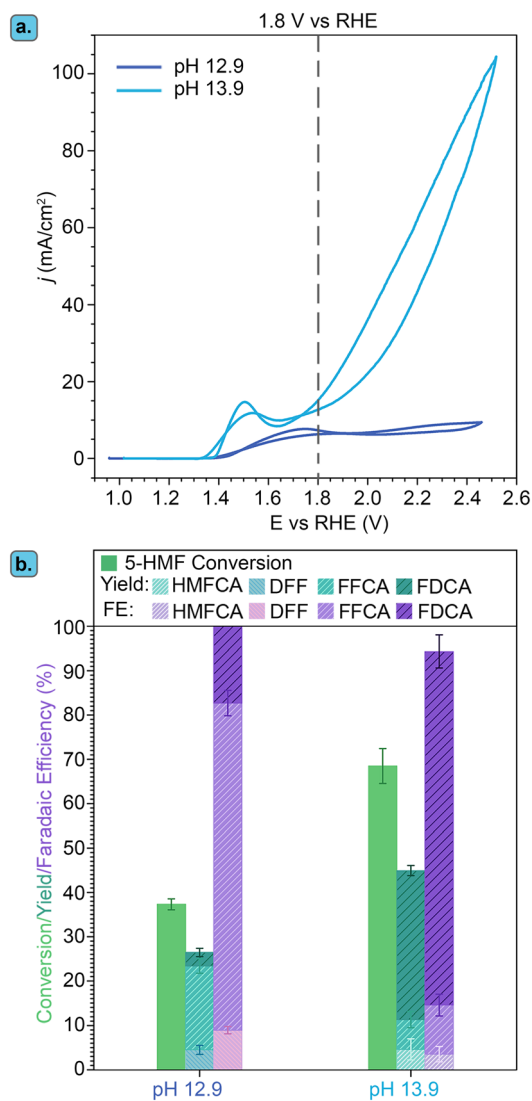 a.
1.8 V vs RHE
pH 12.9
pH 13.9
100
80
60
40
20
0
j (mA/cm²)
1.0 1.2 1.4 1.6 1.8 2.0 2.2 2.4 2.6
E vs RHE (V)
b.
5-HMF Conversion
Yield: HMFCA DFF FFCA FDCA
FE: HMFCA DFF FFCA FDCA
100
90
80
70
60
50
40
30
20
10
0
Conversion/Yield/Faradaic Efficiency (%)
pH 12.9 pH 13.9